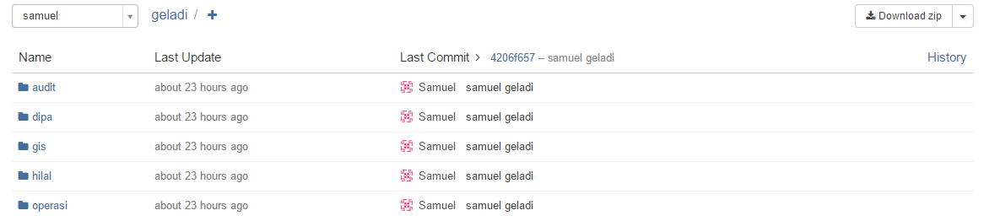 samuel geladi / + Download zip
Name Last Update Last Commit > 4206f657 – samuel geladi History
audit about 23 hours ago Samuel samuel geladi
dipa about 23 hours ago Samuel samuel geladi
gis about 23 hours ago Samuel samuel geladi
hilal about 23 hours ago Samuel samuel geladi
operasi about 23 hours ago Samuel samuel geladi